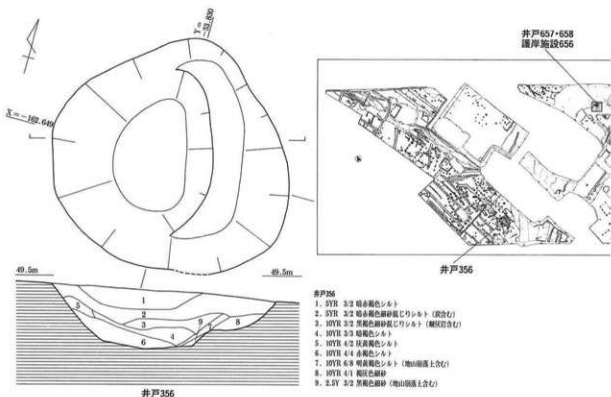 Y=
-33.830
X=-162.649
49.5m
49.5m
1
2
3
4
5
6
7
8
9
井戸356
井戸657・658
護岸施設656
井戸356
井戸356
1. 5YR 3/2 暗赤褐色シルト
2. 5YR 3/2 暗赤褐色細砂混じりシルト（炭含む）
3. 10YR 3/2 黒褐色細砂混じりシルト（凝灰岩含む）
4. 10YR 3/3 暗褐色シルト
5. 10YR 4/2 灰黄褐色シルト
6. 10YR 4/4 赤褐色シルト
7. 10YR 6/8 明黄褐色シルト（地山崩落土含む）
8. 10YR 4/1 褐灰色細砂
9. 2.5Y 3/2 黒褐色細砂（地山崩落土含む）